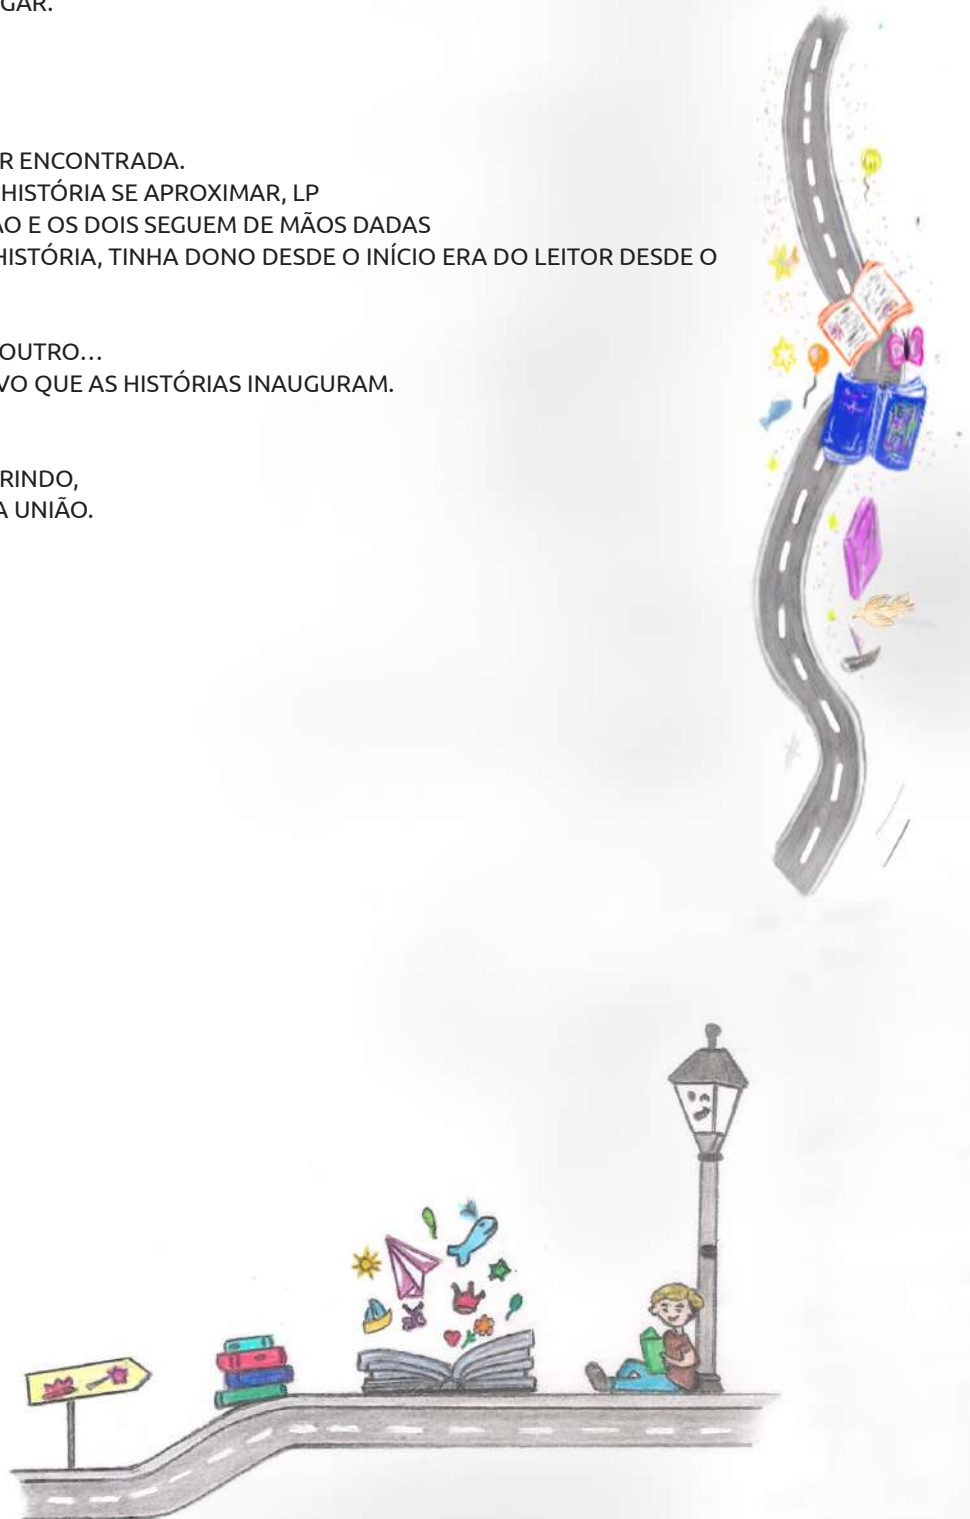 GAR.
R ENCONTRADA.
HISTÓRIA SE APROXIMAR, LP
ÃO E OS DOIS SEGUEM DE MÃOS DADAS
HISTÓRIA, TINHA DONO DESDE O INÍCIO ERA DO LEITOR DESDE O
OUTRO…
VO QUE AS HISTÓRIAS INAUGURAM.
RINDO,
A UNIÃO.